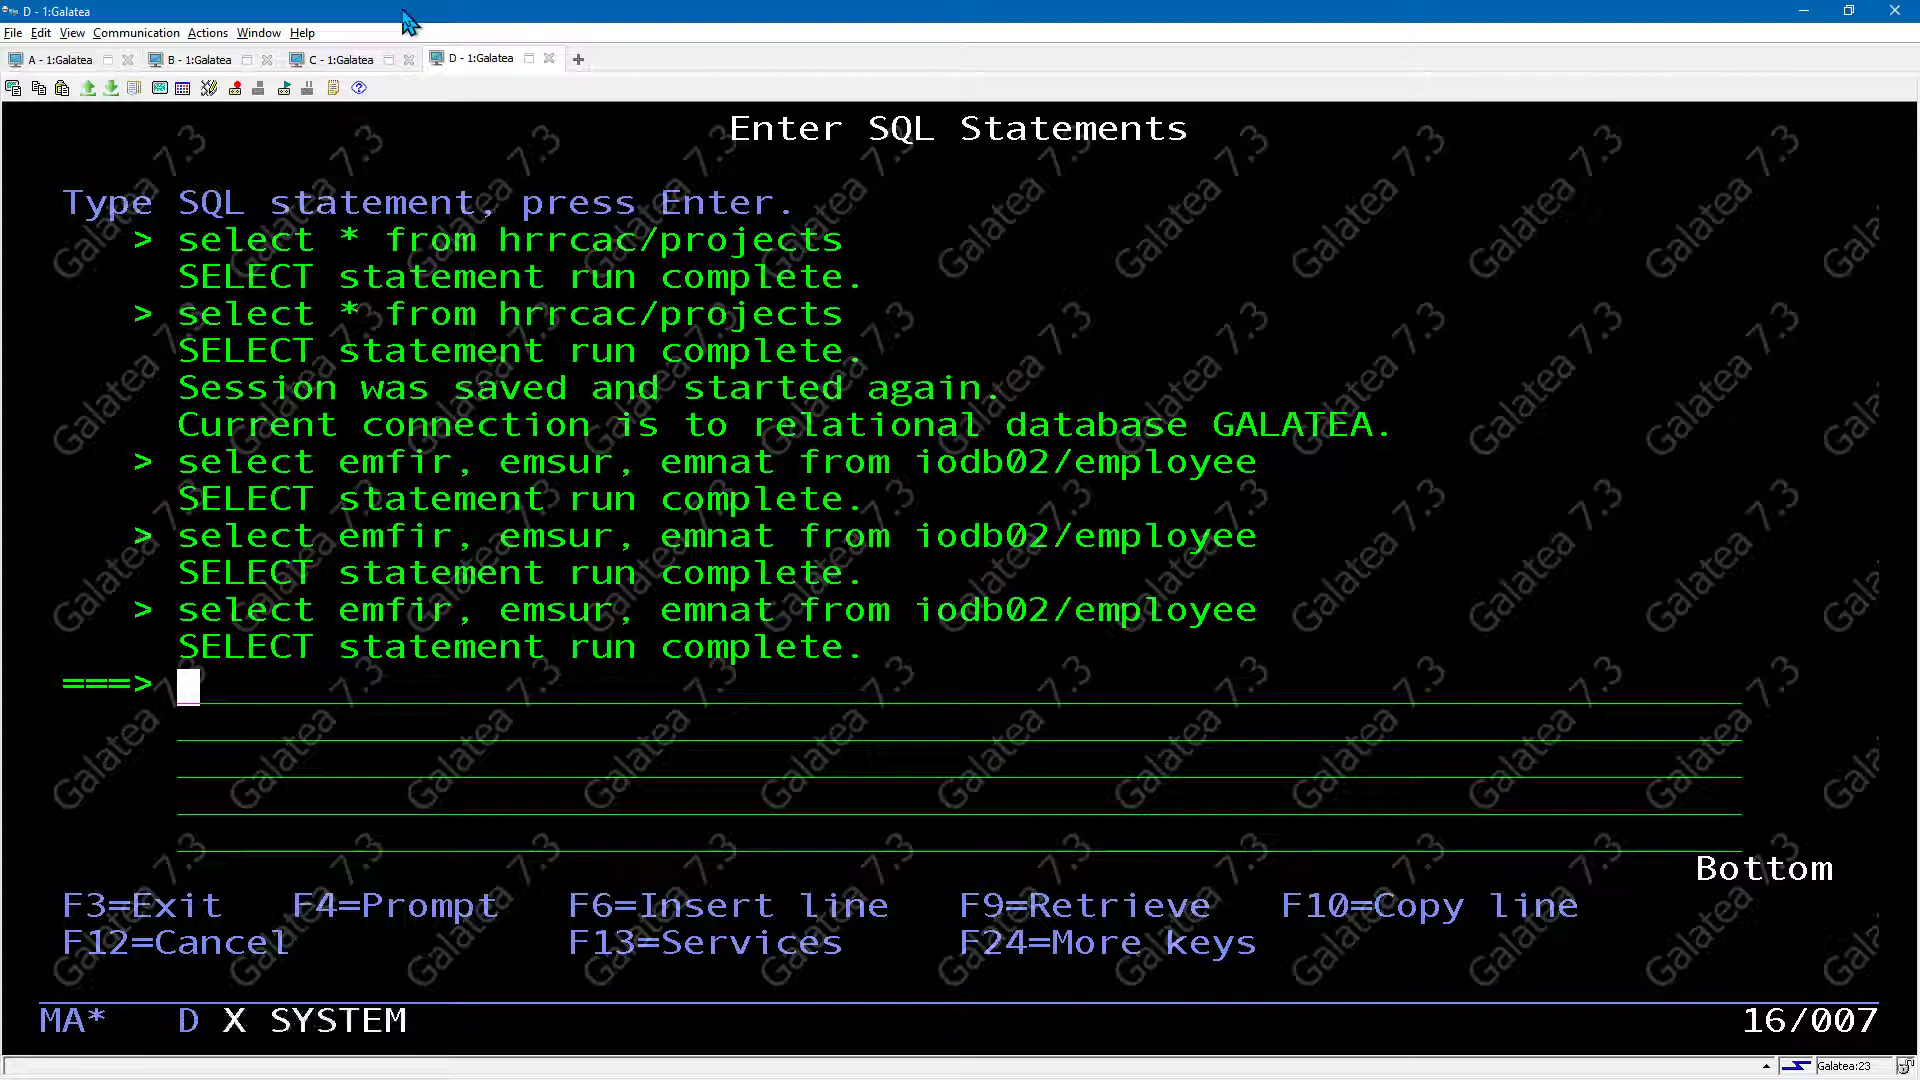 D - 1:Galatea
File Edit View Communication Actions Window Help
A - 1:Galatea B - 1:Galatea C - 1:Galatea D - 1:Galatea
Enter SQL Statements
Type SQL statement, press Enter.
> select * from hrrcac/projects
SELECT statement run complete.
> select * from hrrcac/projects
SELECT statement run complete.
Session was saved and started again.
Current connection is to relational database GALATEA.
> select emfir, emsur, emnat from iodb02/employee
SELECT statement run complete.
> select emfir, emsur, emnat from iodb02/employee
SELECT statement run complete.
> select emfir, emsur, emnat from iodb02/employee
SELECT statement run complete.
===>
Bottom
F3=Exit F4=Prompt F6=Insert line F9=Retrieve F10=Copy line
F12=Cancel F13=Services F24=More keys
MA* D X SYSTEM 16/007
Galatea:23
Galatea 7.3